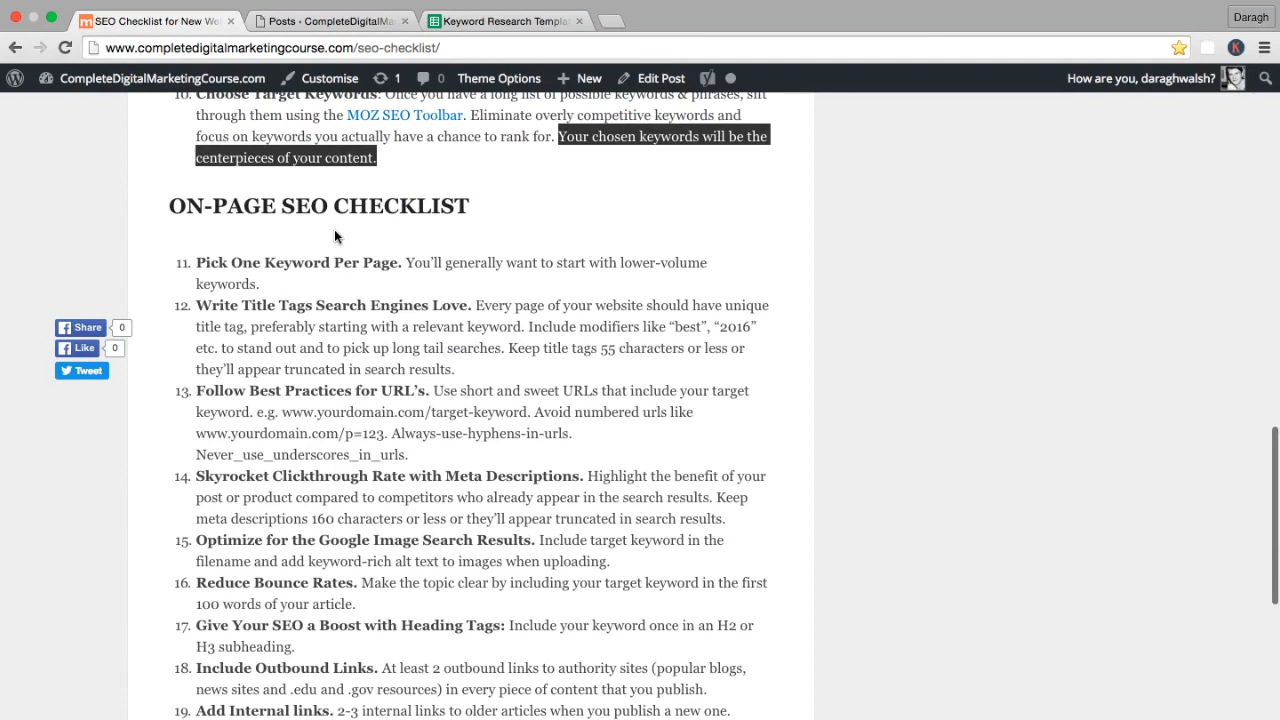 SEO Checklist for New We
Posts ‹ CompleteDigitalMa
Keyword Research Templa
Daragh
www.completedigitalmarketingcourse.com/seo-checklist/
K
CompleteDigitalMarketingCourse.com Customise 1 0 Theme Options New Edit Post How are you, daraghwalsh?
10. Choose Target Keywords: Once you have a long list of possible keywords & phrases, sift
through them using the MOZ SEO Toolbar. Eliminate overly competitive keywords and
focus on keywords you actually have a chance to rank for. Your chosen keywords will be the
centerpieces of your content.
ON-PAGE SEO CHECKLIST
11. Pick One Keyword Per Page. You’ll generally want to start with lower-volume
keywords.
12. Write Title Tags Search Engines Love. Every page of your website should have unique
title tag, preferably starting with a relevant keyword. Include modifiers like “best”, “2016”
etc. to stand out and to pick up long tail searches. Keep title tags 55 characters or less or
they’ll appear truncated in search results.
13. Follow Best Practices for URL’s. Use short and sweet URLs that include your target
keyword. e.g. www.yourdomain.com/target-keyword. Avoid numbered urls like
www.yourdomain.com/p=123. Always-use-hyphens-in-urls.
Never_use_underscores_in_urls.
14. Skyrocket Clickthrough Rate with Meta Descriptions. Highlight the benefit of your
post or product compared to competitors who already appear in the search results. Keep
meta descriptions 160 characters or less or they’ll appear truncated in search results.
15. Optimize for the Google Image Search Results. Include target keyword in the
filename and add keyword-rich alt text to images when uploading.
16. Reduce Bounce Rates. Make the topic clear by including your target keyword in the first
100 words of your article.
17. Give Your SEO a Boost with Heading Tags: Include your keyword once in an H2 or
H3 subheading.
18. Include Outbound Links. At least 2 outbound links to authority sites (popular blogs,
news sites and .edu and .gov resources) in every piece of content that you publish.
19. Add Internal links. 2-3 internal links to older articles when you publish a new one.
Share 0
Like 0
Tweet